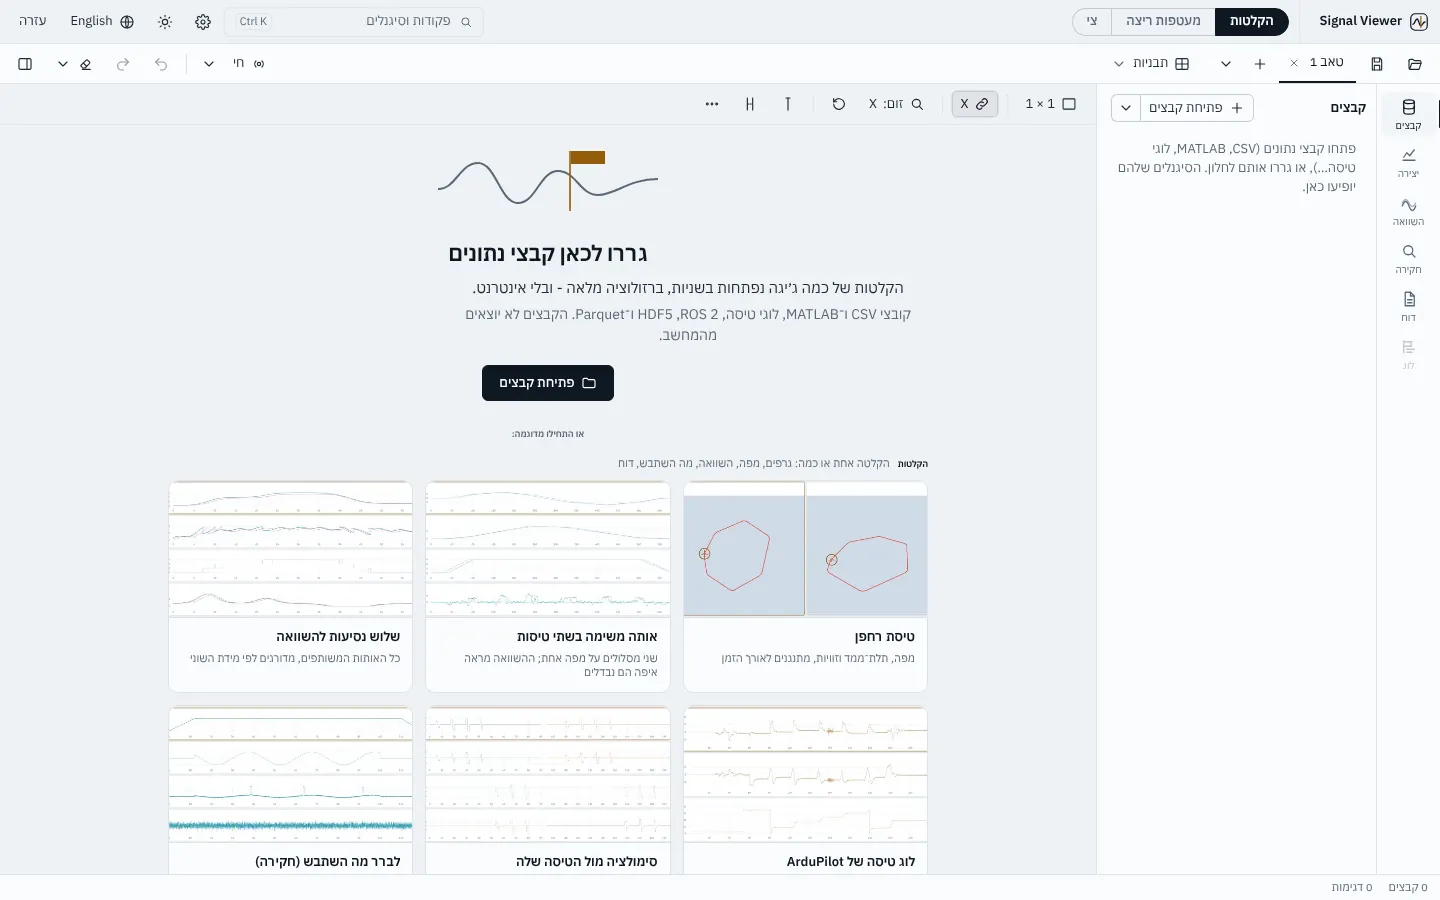 Signal Viewer
הקלטות
מעטפות ריצה
צי
פקודות וסיגנלים
Ctrl K
English
עזרה
טאב 1
תבניות
חי
קבצים
פתיחת קבצים
פתחו קבצי נתונים (MATLAB ,CSV, לוגי
טיסה...), או גררו אותם לחלון. הסיגנלים שלהם
יופיעו כאן.
קבצים
יצירה
השוואה
חקירה
דוח
לוג
1 × 1
X
זום: X
גררו לכאן קבצי נתונים
הקלטות של כמה ג׳יגה נפתחות בשניות, ברזולוציה מלאה - ובלי אינטרנט.
קובצי CSV ו־MATLAB, לוגי טיסה, HDF5 ,ROS 2 ו־Parquet. הקבצים לא יוצאים
מהמחשב.
פתיחת קבצים
או התחילו מדוגמה:
הקלטות
הקלטה אחת או כמה: גרפים, מפה, השוואה, מה השתבש, דוח
טיסת רחפן
מפה, תלת־ממד וזוויות, מתנגנים לאורך הזמן
אותה משימה בשתי טיסות
שני מסלולים על מפה אחת; ההשוואה מראה
איפה הם נבדלים
שלוש נסיעות להשוואה
כל האותות המשותפים, מדורגים לפי מידת השוני
לוג טיסה של ArduPilot
סימולציה מול הטיסה שלה
לברר מה השתבש (חקירה)
0 קבצים
0 דגימות